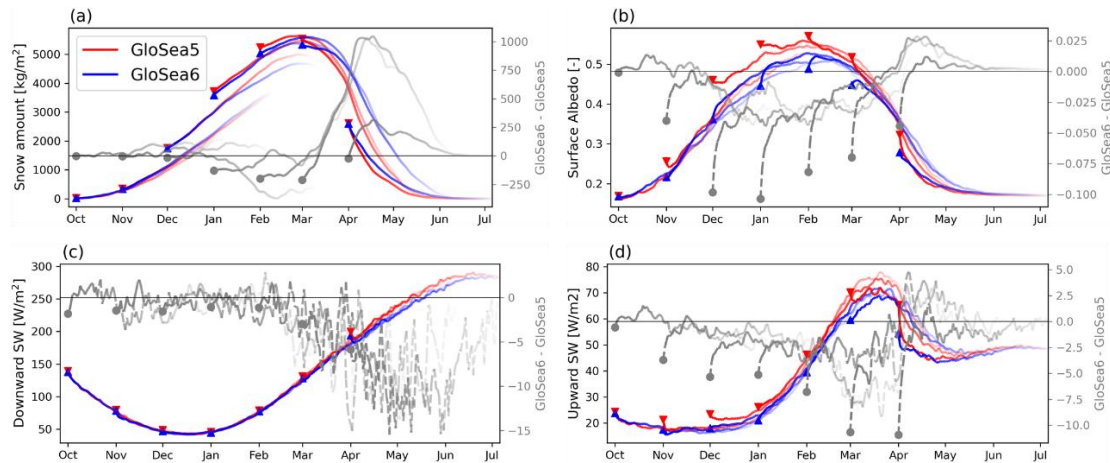 (a)
Snow amount [kg/m²]
5000
4000
3000
2000
1000
0
GloSea5
GloSea6
1000
750
500
250
0
−250
GloSea6 - GloSea5
Oct Nov Dec Jan Feb Mar Apr May Jun Jul
(b)
Surface Albedo [-]
0.5
0.4
0.3
0.2
0.025
0.000
−0.025
−0.050
−0.075
−0.100
GloSea6 - GloSea5
Oct Nov Dec Jan Feb Mar Apr May Jun Jul
(c)
Downward SW [W/m²]
300
250
200
150
100
50
0
−5
−10
−15
GloSea6 - GloSea5
Oct Nov Dec Jan Feb Mar Apr May Jun Jul
(d)
Upward SW [W/m2]
80
70
60
50
40
30
20
5.0
2.5
0.0
−2.5
−5.0
−7.5
−10.0
GloSea6 - GloSea5
Oct Nov Dec Jan Feb Mar Apr May Jun Jul